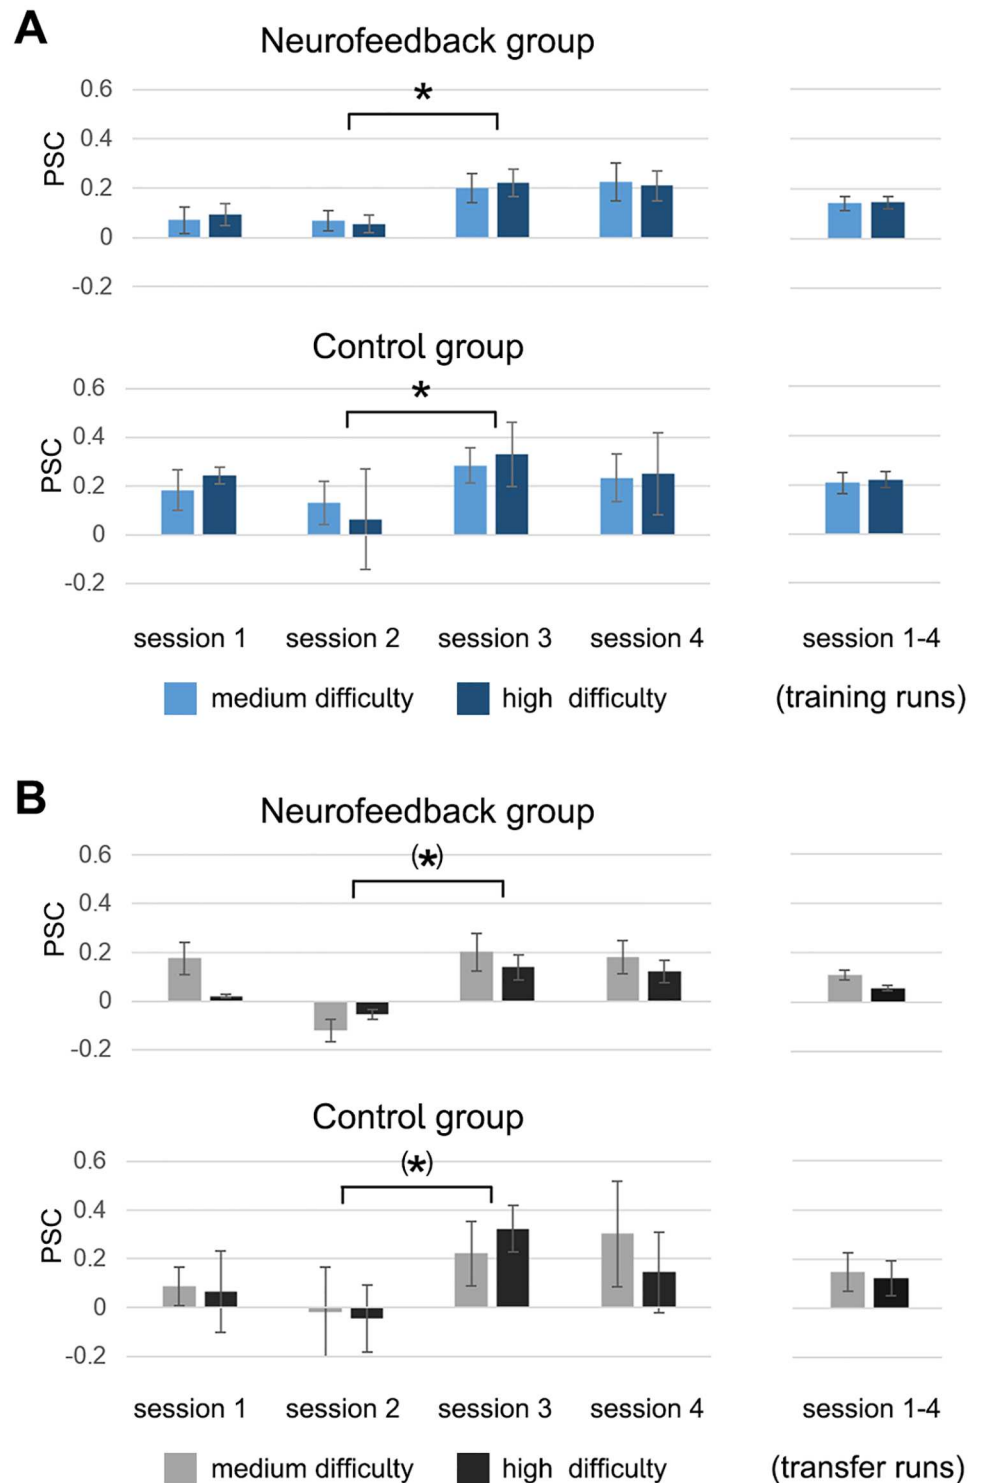 A
Neurofeedback group
*
0.6
0.4
0.2
0
-0.2
PSC
Control group
*
0.6
0.4
0.2
0
-0.2
PSC
session 1 session 2 session 3 session 4 session 1-4
medium difficulty high difficulty (training runs)
B
Neurofeedback group
(*)
0.6
0.4
0.2
0
-0.2
PSC
Control group
(*)
0.6
0.4
0.2
0
-0.2
PSC
session 1 session 2 session 3 session 4 session 1-4
medium difficulty high difficulty (transfer runs)